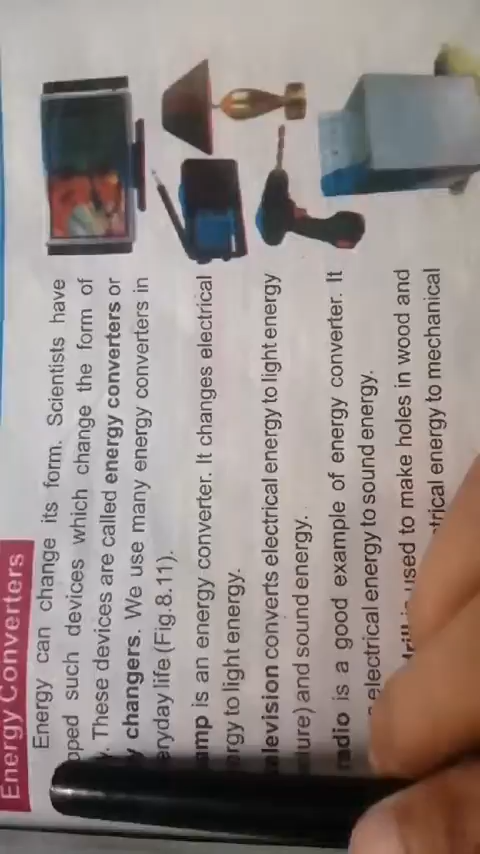 Energy Converters
Energy can change its form. Scientists have
oped such devices which change the form of
. These devices are called energy converters or
y changers. We use many energy converters in
eryday life (Fig.8.11).
amp is an energy converter. It changes electrical
ergy to light energy.
elevision converts electrical energy to light energy
ture) and sound energy.
radio is a good example of energy converter. It
electrical energy to sound energy.
used to make holes in wood and
trical energy to mechanical